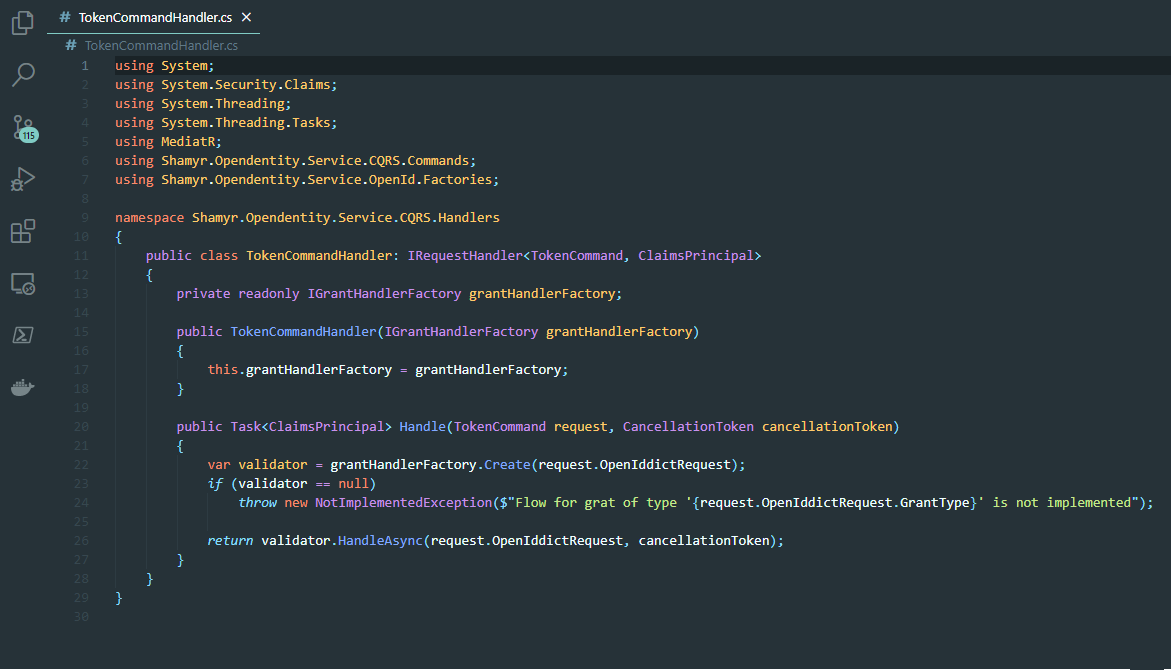 # TokenCommandHandler.cs ✕
# TokenCommandHandler.cs
1 using System;
2 using System.Security.Claims;
3 using System.Threading;
4 using System.Threading.Tasks;
5 using MediatR;
6 using Shamyr.Opendentity.Service.CQRS.Commands;
7 using Shamyr.Opendentity.Service.OpenId.Factories;
8
9 namespace Shamyr.Opendentity.Service.CQRS.Handlers
10 {
11     public class TokenCommandHandler: IRequestHandler<TokenCommand, ClaimsPrincipal>
12     {
13         private readonly IGrantHandlerFactory grantHandlerFactory;
14
15         public TokenCommandHandler(IGrantHandlerFactory grantHandlerFactory)
16         {
17             this.grantHandlerFactory = grantHandlerFactory;
18         }
19
20         public Task<ClaimsPrincipal> Handle(TokenCommand request, CancellationToken cancellationToken)
21         {
22             var validator = grantHandlerFactory.Create(request.OpenIddictRequest);
23             if (validator == null)
24                 throw new NotImplementedException($"Flow for grat of type '{request.OpenIddictRequest.GrantType}' is not implemented");
25
26             return validator.HandleAsync(request.OpenIddictRequest, cancellationToken);
27         }
28     }
29 }
30
115